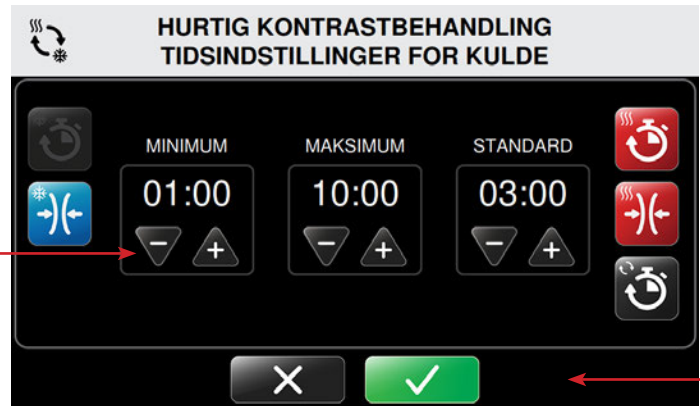 HURTIG KONTRASTBEHANDLING
TIDSINDSTILLINGER FOR KULDE
MINIMUM MAKSIMUM STANDARD
01:00 10:00 03:00
− + − + − +